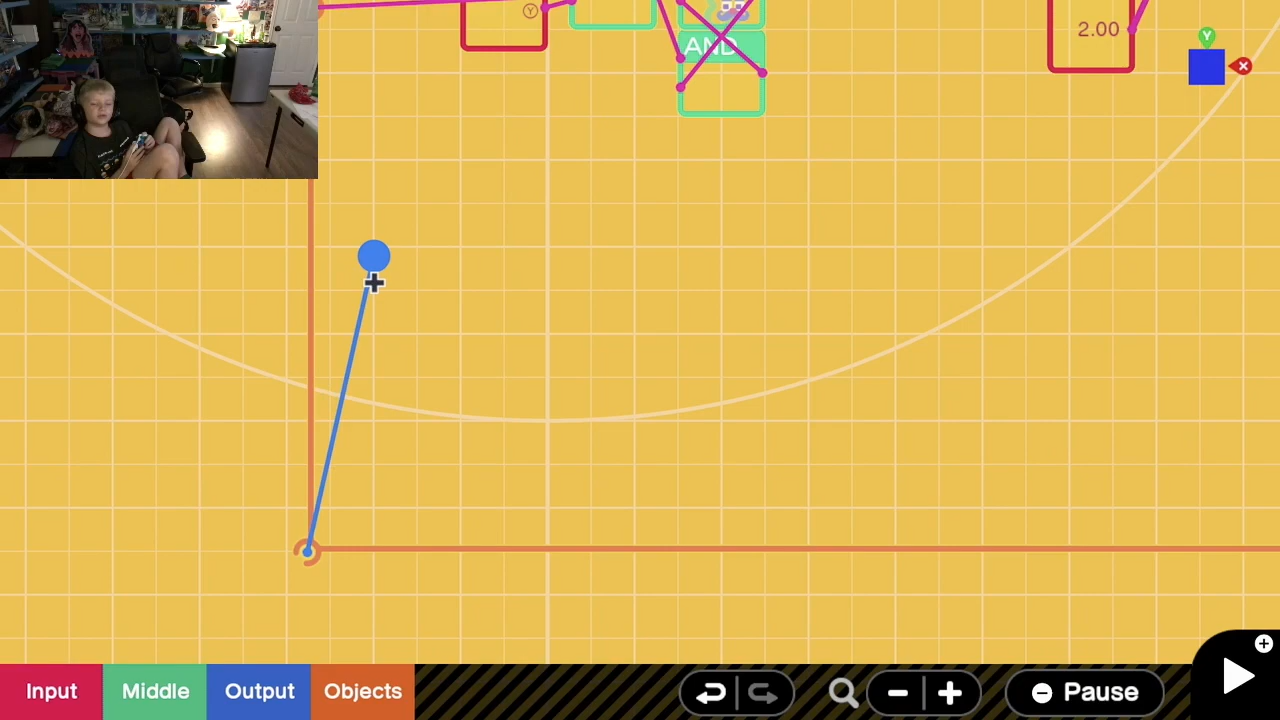 Y
AND
2.00
Y
Input
Middle
Output
Objects
Pause